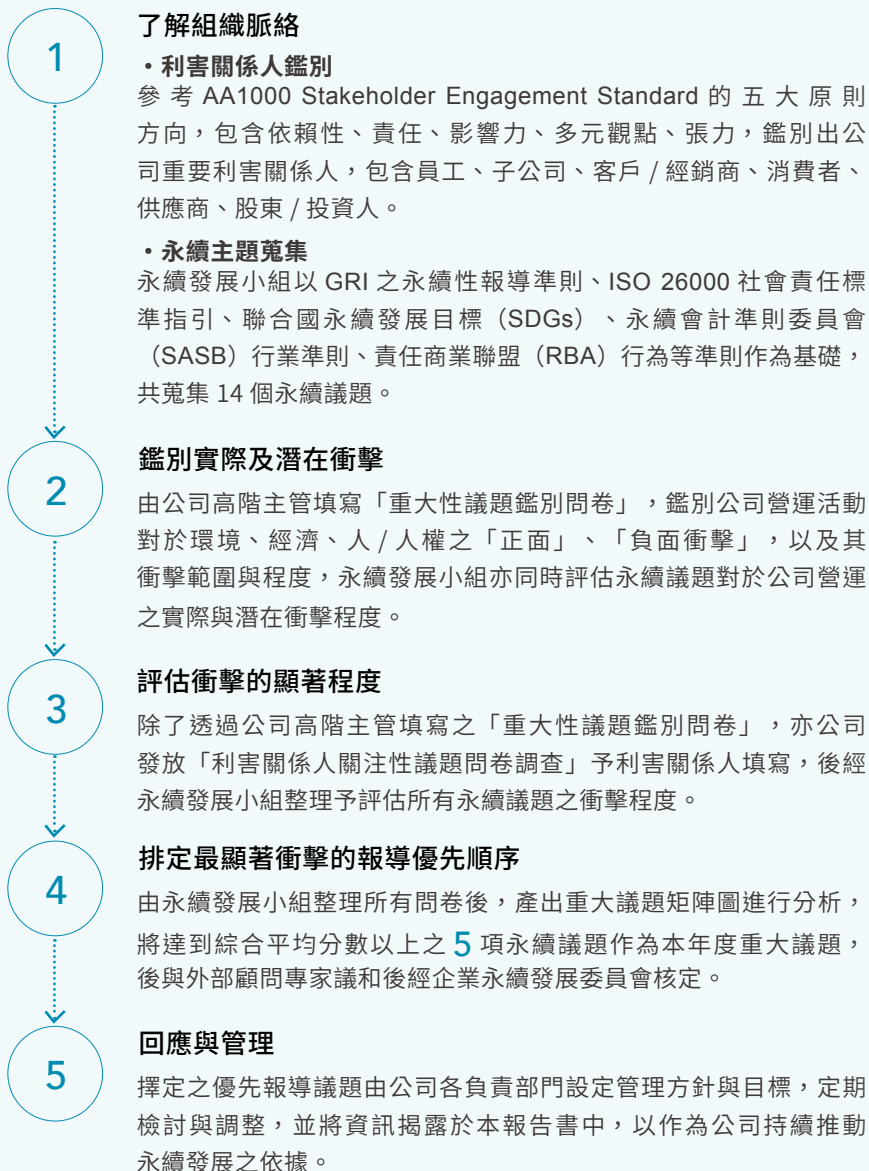 1
了解組織脈絡
・利害關係人鑑別
參考 AA1000 Stakeholder Engagement Standard 的五大原則
方向，包含依賴性、責任、影響力、多元觀點、張力，鑑別出公
司重要利害關係人，包含員工、子公司、客戶 / 經銷商、消費者、
供應商、股東 / 投資人。
・永續主題蒐集
永續發展小組以 GRI 之永續性報導準則、ISO 26000 社會責任標
準指引、聯合國永續發展目標（SDGs）、永續會計準則委員會
（SASB）行業準則、責任商業聯盟（RBA）行為等準則作為基礎，
共蒐集 14 個永續議題。
2
鑑別實際及潛在衝擊
由公司高階主管填寫「重大性議題鑑別問卷」，鑑別公司營運活動
對於環境、經濟、人 / 人權之「正面」、「負面衝擊」，以及其
衝擊範圍與程度，永續發展小組亦同時評估永續議題對於公司營運
之實際與潛在衝擊程度。
3
評估衝擊的顯著程度
除了透過公司高階主管填寫之「重大性議題鑑別問卷」，亦公司
發放「利害關係人關注性議題問卷調查」予利害關係人填寫，後經
永續發展小組整理予評估所有永續議題之衝擊程度。
4
排定最顯著衝擊的報導優先順序
由永續發展小組整理所有問卷後，產出重大議題矩陣圖進行分析，
將達到綜合平均分數以上之 5 項永續議題作為本年度重大議題，
後與外部顧問專家議和後經企業永續發展委員會核定。
5
回應與管理
擇定之優先報導議題由公司各負責部門設定管理方針與目標，定期
檢討與調整，並將資訊揭露於本報告書中，以作為公司持續推動
永續發展之依據。